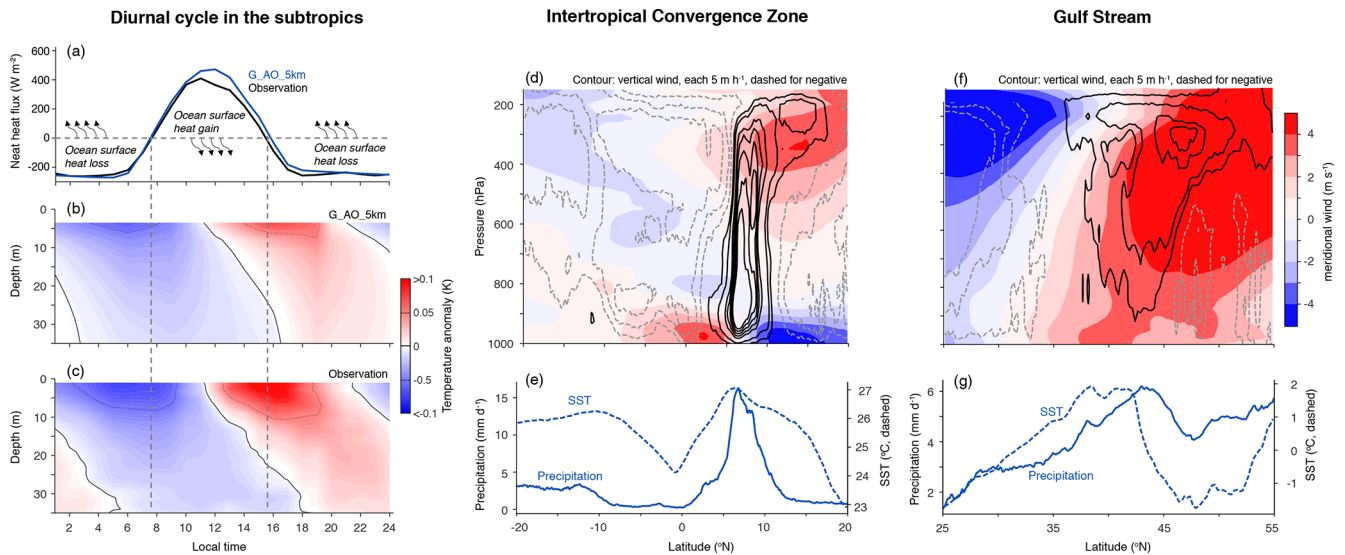 Diurnal cycle in the subtropics
Intertropical Convergence Zone
Gulf Stream
(a)
600
400
200
0
-200
Neat heat flux (W m⁻²)
G_AO_5km
Observation
Ocean surface
heat gain
Ocean surface
heat loss
Ocean surface
heat loss
(b)
G_AO_5km
0
10
20
30
Depth (m)
(c)
Observation
0
10
20
30
Depth (m)
2 4 6 8 10 12 14 16 18 20 22 24
Local time
>0.1
0.05
0
-0.5
<-0.1
Temperature anomaly (K)
(d)
Contour: vertical wind, each 5 m h⁻¹, dashed for negative
200
400
600
800
1000
Pressure (hPa)
(e)
SST
Precipitation
15
10
5
0
Precipitation (mm d⁻¹)
27
26
25
24
23
SST (ºC, dashed)
-20 -10 0 10 20
Latitude (ºN)
(f)
Contour: vertical wind, each 5 m h⁻¹, dashed for negative
4
2
0
-2
-4
meridional wind (m s⁻¹)
(g)
SST
Precipitation
6
4
2
Precipitation (mm d⁻¹)
2
1
0
-1
SST (ºC, dashed)
25 35 45 55
Latitude (ºN)